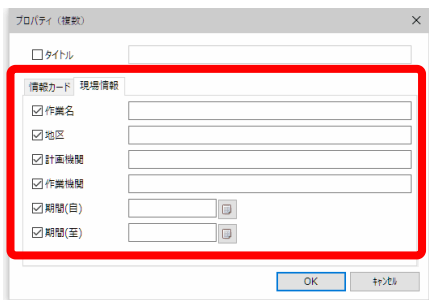 プロパティ（複数）
タイトル
情報カード 現場情報
作業名
地区
計画機関
作業機関
期間(自)
期間(至)
OK ｷｬﾝｾﾙ